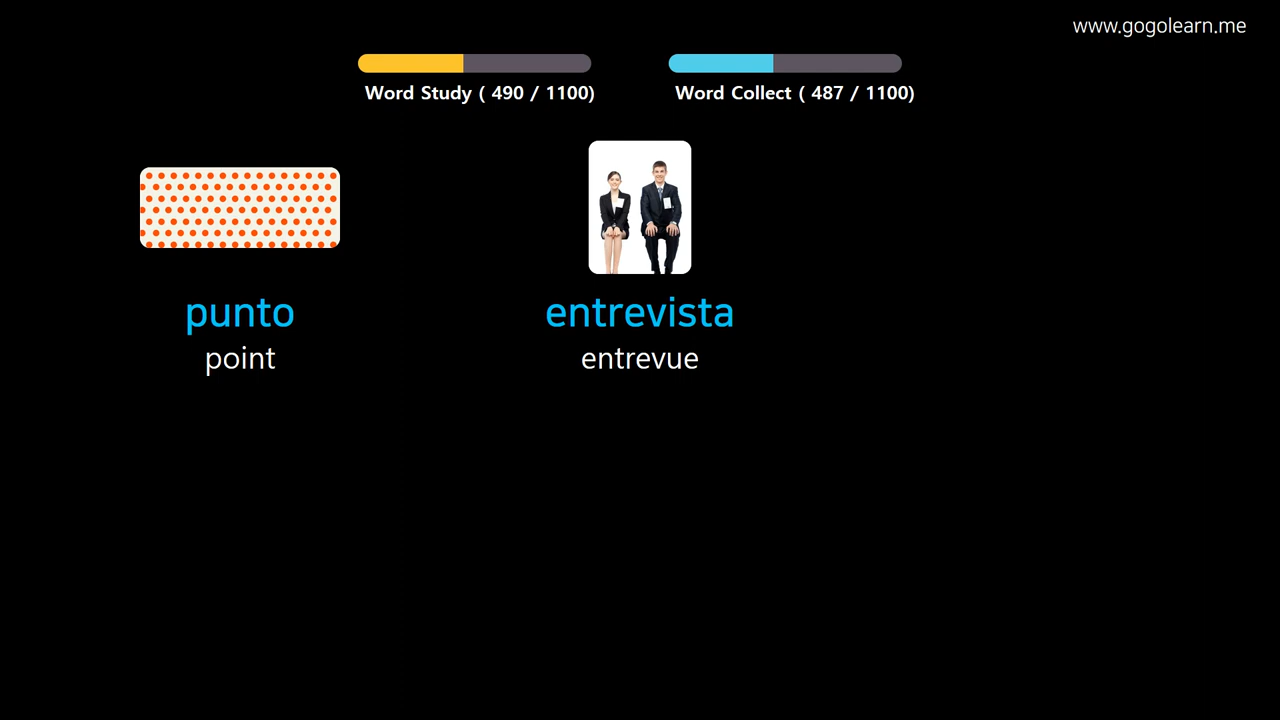 www.gogolearn.me
Word Study ( 490 / 1100)
Word Collect ( 487 / 1100)
punto
point
entrevista
entrevue